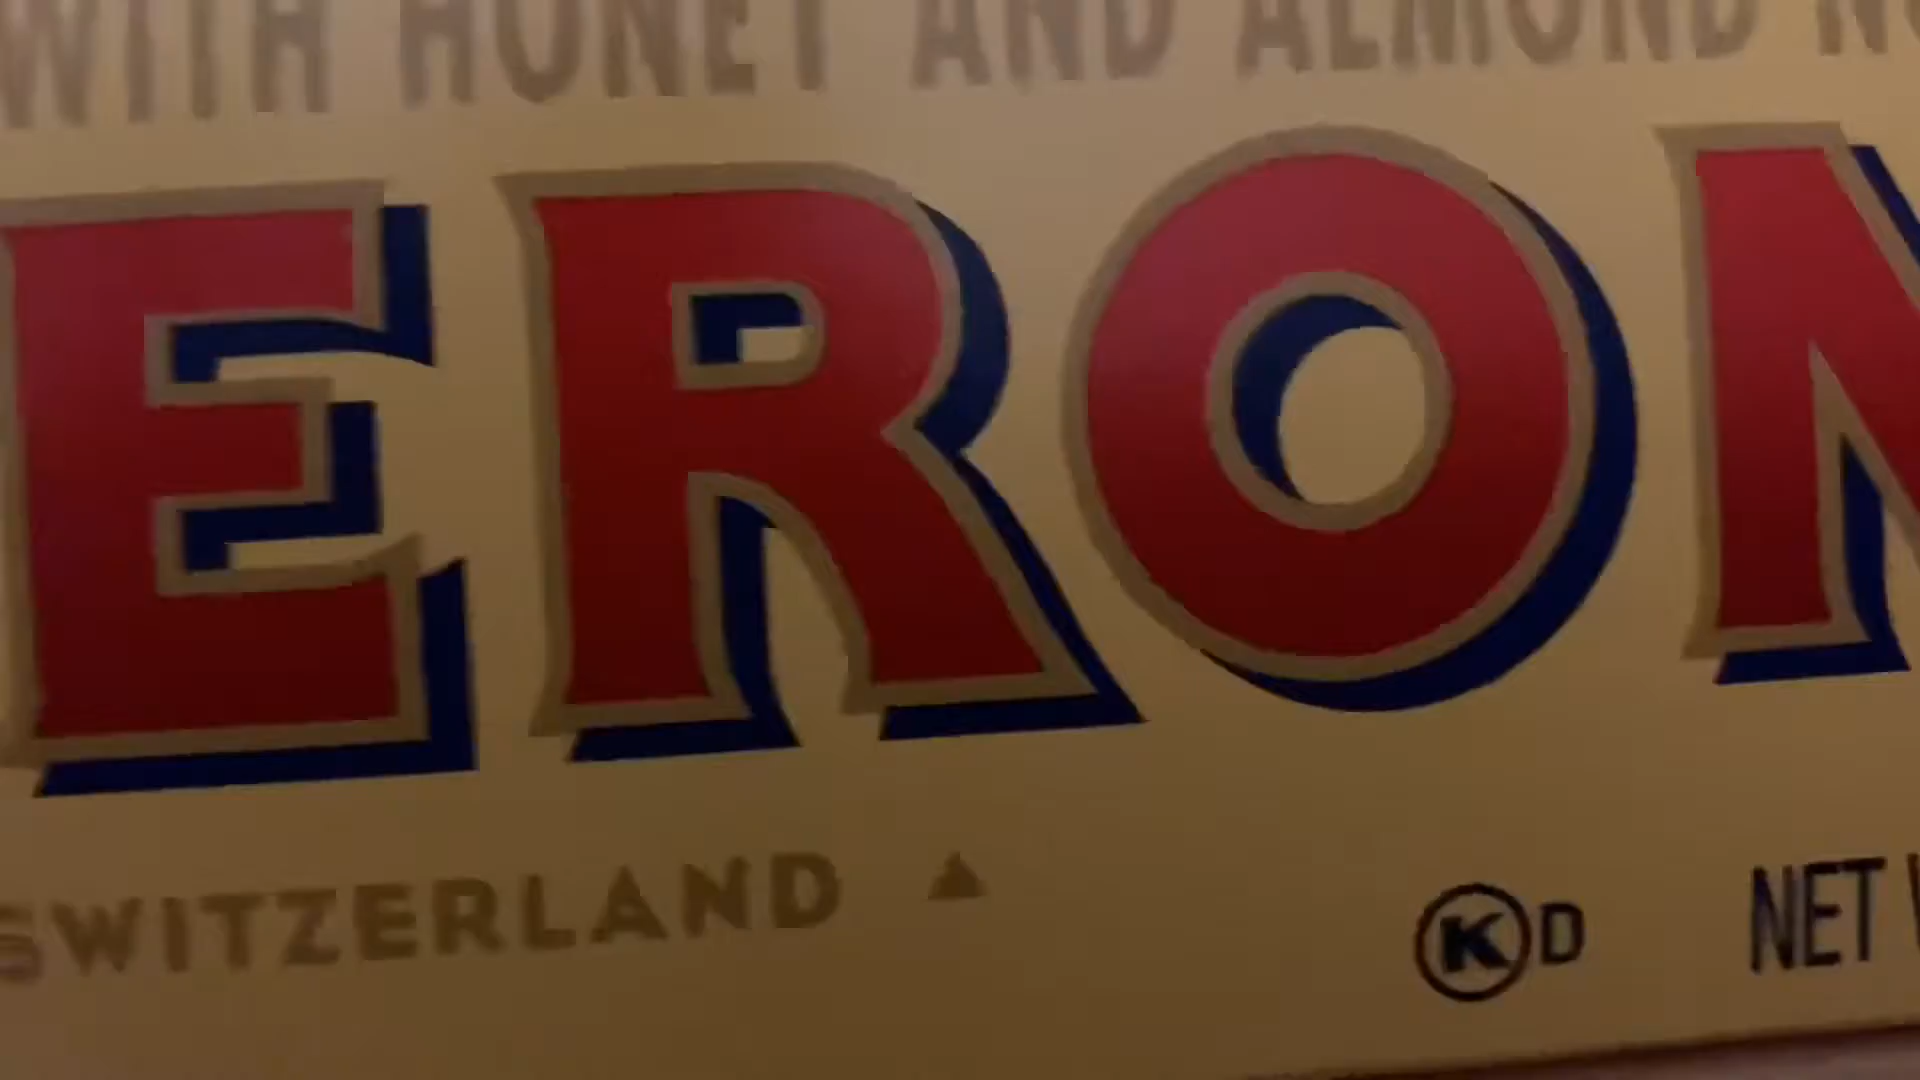 WITH HONEY AND ALMOND
ERON
SWITZERLAND
K D NET